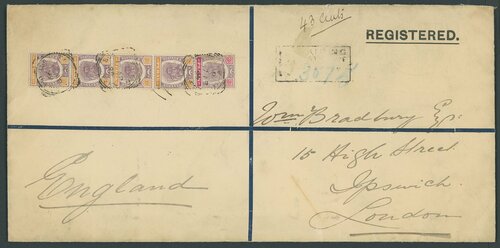 43 Cents
REGISTERED.
Wm Bradbury Esq:
15 High Street
Ipswich
London
England